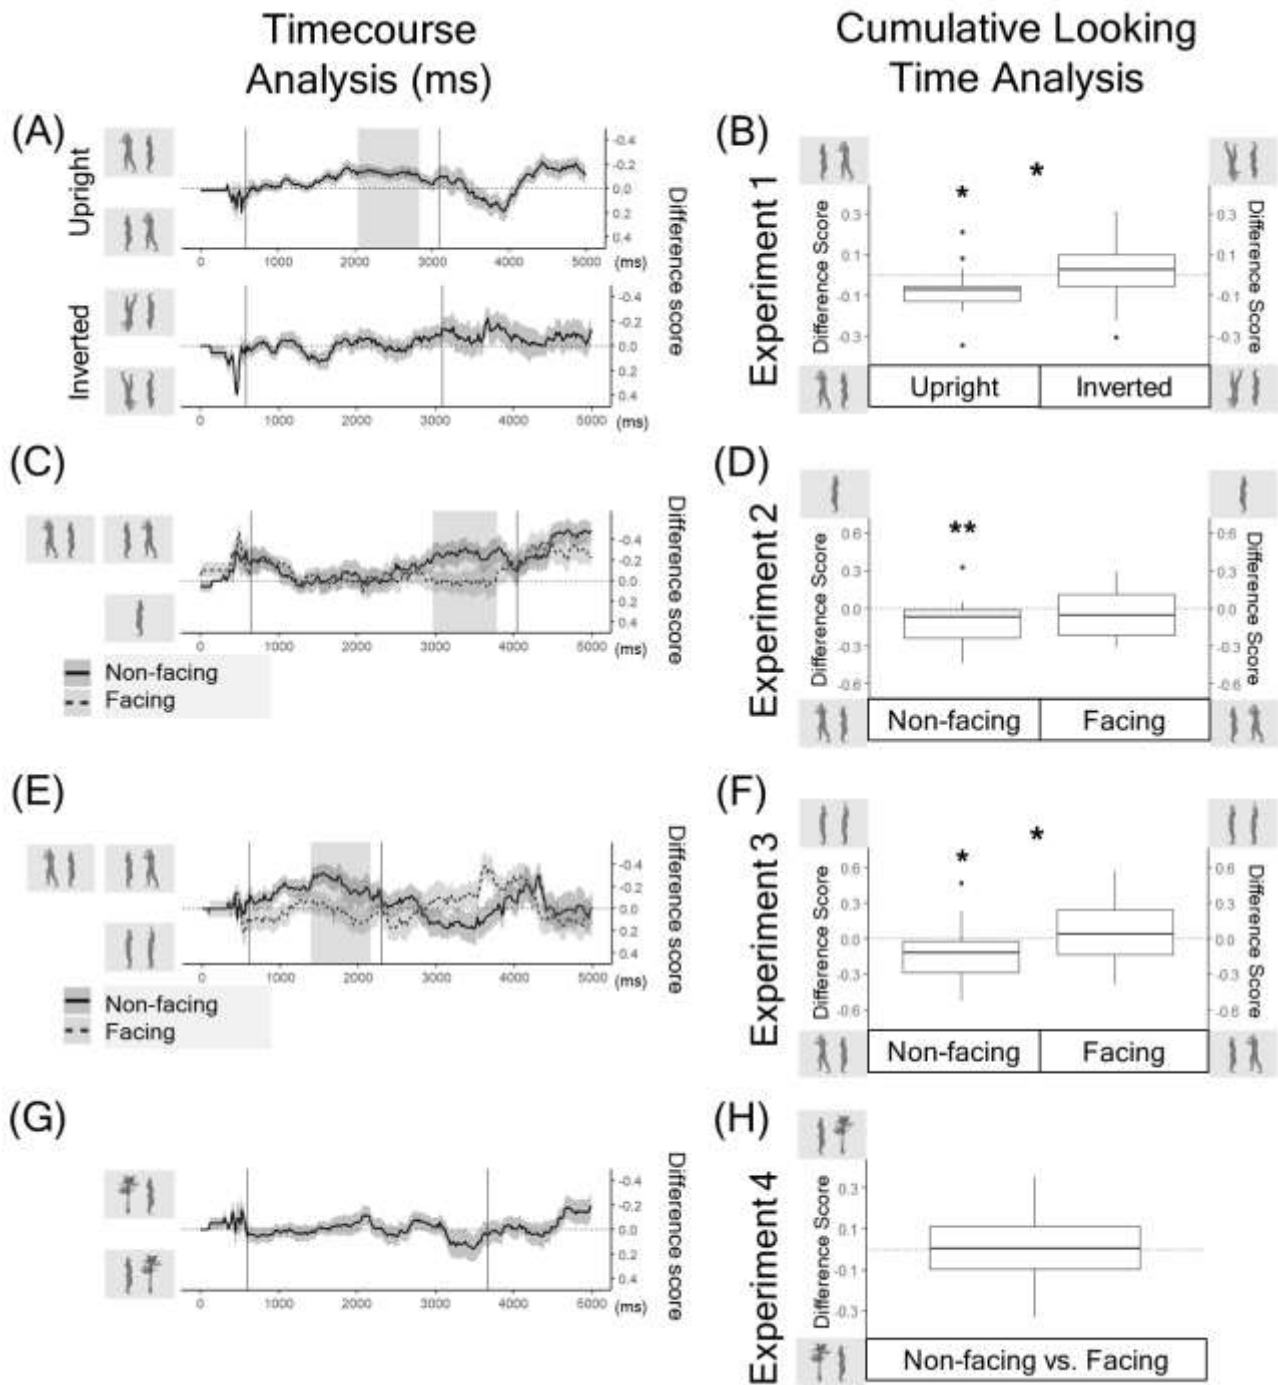 Timecourse
Analysis (ms)
Cumulative Looking
Time Analysis
(A)
Upright
-0.4
-0.2
0.0
0.2
0.4
0
1000
2000
3000
4000
5000
(ms)
Inverted
-0.4
-0.2
0.0
0.2
0.4
0
1000
2000
3000
4000
5000
(ms)
Difference score
(B)
Experiment 1
*
*
Difference Score
0.3
0.1
-0.1
-0.3
0.3
0.1
-0.1
-0.3
Difference Score
Upright
Inverted
(C)
-0.4
-0.2
0.0
0.2
0.4
0
1000
2000
3000
4000
5000
(ms)
Difference score
Non-facing
Facing
(D)
Experiment 2
**
Difference Score
0.6
0.3
0.0
-0.3
-0.6
0.6
0.3
0.0
-0.3
-0.6
Difference Score
Non-facing
Facing
(E)
-0.4
-0.2
0.0
0.2
0.4
0
1000
2000
3000
4000
5000
(ms)
Difference score
Non-facing
Facing
(F)
Experiment 3
*
*
Difference Score
0.6
0.3
0.0
-0.3
-0.6
0.6
0.3
0.0
-0.3
-0.6
Difference Score
Non-facing
Facing
(G)
-0.4
-0.2
0.0
0.2
0.4
0
1000
2000
3000
4000
5000
(ms)
Difference score
(H)
Experiment 4
Difference Score
0.3
0.1
-0.1
-0.3
Non-facing vs. Facing